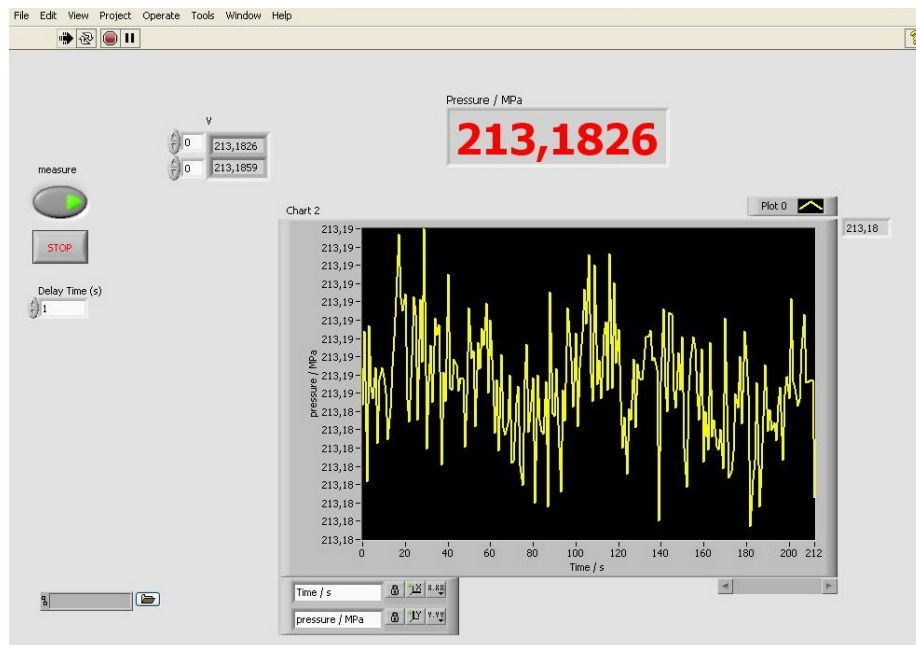 File Edit View Project Operate Tools Window Help
Pressure / MPa
213,1826
V
0 213,1826
0 213,1859
measure
STOP
Delay Time (s)
1
Chart 2
Plot 0
213,18
213,19
213,19
213,19
213,19
213,19
213,19
213,19
213,19
213,19
213,19
213,18
213,18
213,18
213,18
213,18
213,18
213,18
213,18
pressure / MPa
0 20 40 60 80 100 120 140 160 180 200 212
Time / s
Time / s X.XX
pressure / MPa Y.YY